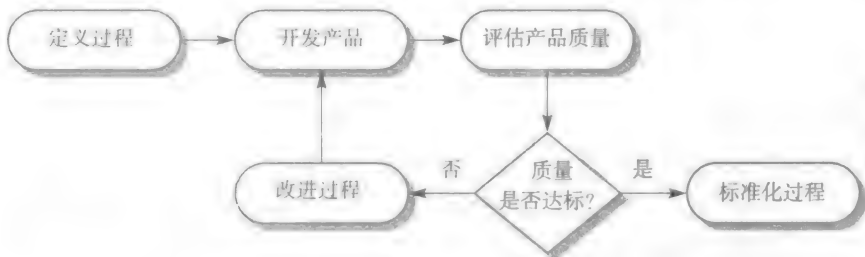 定义过程
开发产品
评估产品质量
改进过程
否
质量
是否达标?
是
标准化过程